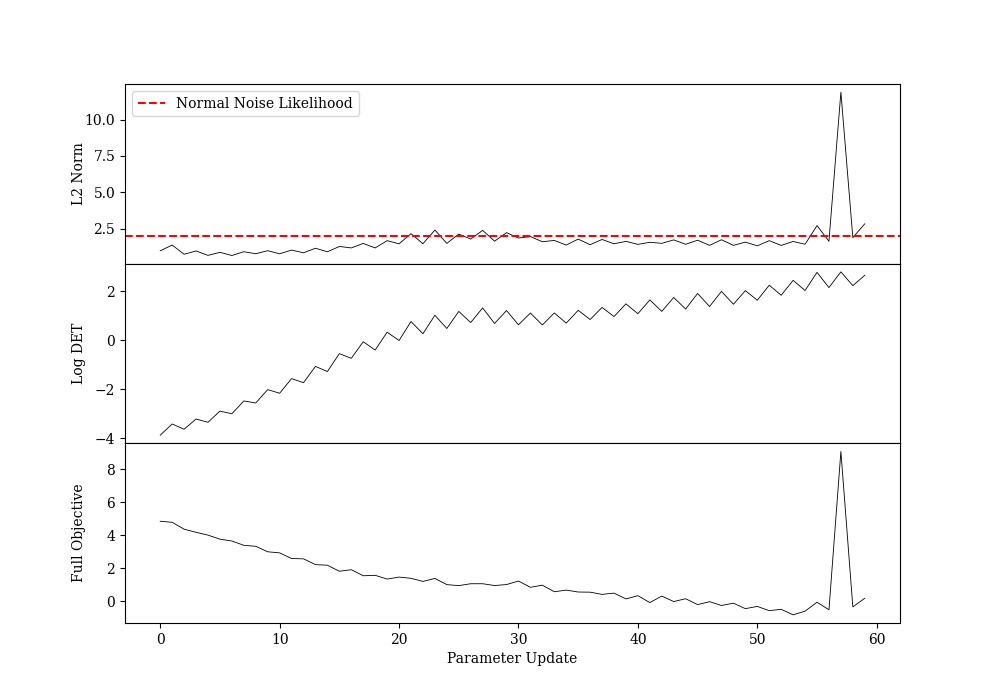 Normal Noise Likelihood
L2 Norm
10.0
7.5
5.0
2.5
Log DET
2
0
−2
−4
Full Objective
8
6
4
2
0
0 10 20 30 40 50 60
Parameter Update